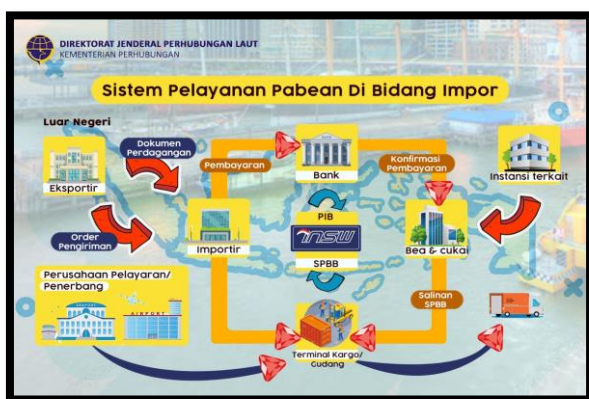 DIREKTORAT JENDERAL PERHUBUNGAN LAUT
KEMENTERIAN PERHUBUNGAN
Sistem Pelayanan Pabean Di Bidang Impor
Luar Negeri
Eksportir
Dokumen
Perdagangan
Pembayaran
Bank
Konfirmasi
Pembayaran
Instansi terkait
Order
Pengiriman
Importir
PIB
INSW
SPBB
Bea & cukai
Perusahaan Pelayaran/
Penerbang
AIRPORT
Salinan
SPBB
Terminal Kargo/
Gudang